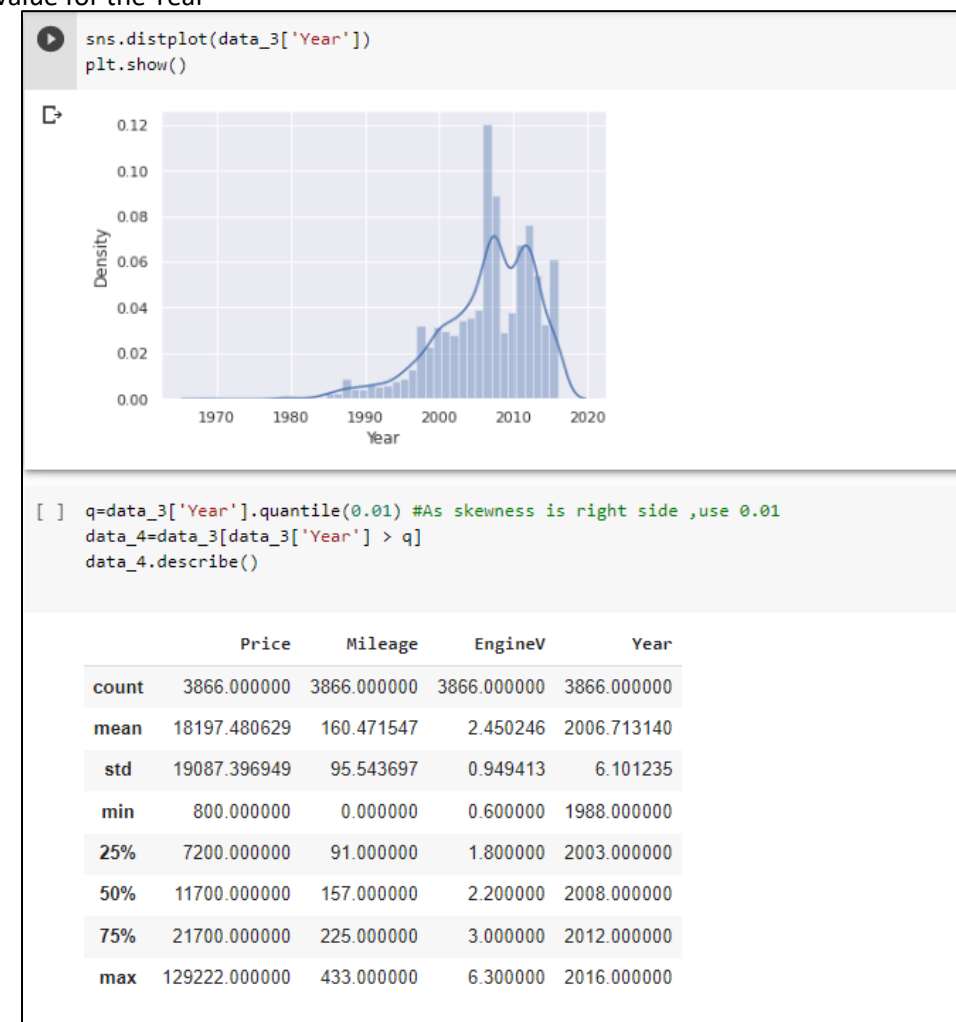 value for the Year
sns.distplot(data_3['Year'])
plt.show()
0.12
0.10
0.08
0.06
0.04
0.02
0.00
Density
1970 1980 1990 2000 2010 2020
Year
[ ] q=data_3['Year'].quantile(0.01) #As skewness is right side ,use 0.01
data_4=data_3[data_3['Year'] > q]
data_4.describe()
Price Mileage EngineV Year
count 3866.000000 3866.000000 3866.000000 3866.000000
mean 18197.480629 160.471547 2.450246 2006.713140
std 19087.396949 95.543697 0.949413 6.101235
min 800.000000 0.000000 0.600000 1988.000000
25% 7200.000000 91.000000 1.800000 2003.000000
50% 11700.000000 157.000000 2.200000 2008.000000
75% 21700.000000 225.000000 3.000000 2012.000000
max 129222.000000 433.000000 6.300000 2016.000000